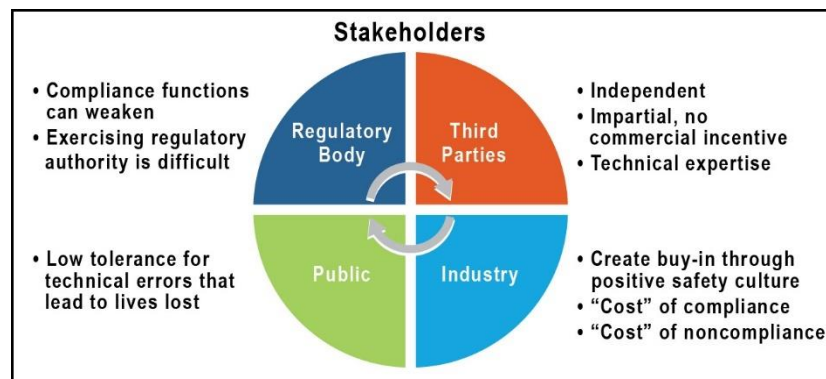 Stakeholders
• Compliance functions
can weaken
• Exercising regulatory
authority is difficult
Regulatory
Body
Third
Parties
• Independent
• Impartial, no
commercial incentive
• Technical expertise
• Low tolerance for
technical errors that
lead to lives lost
Public
Industry
• Create buy-in through
positive safety culture
• “Cost” of compliance
• “Cost” of noncompliance